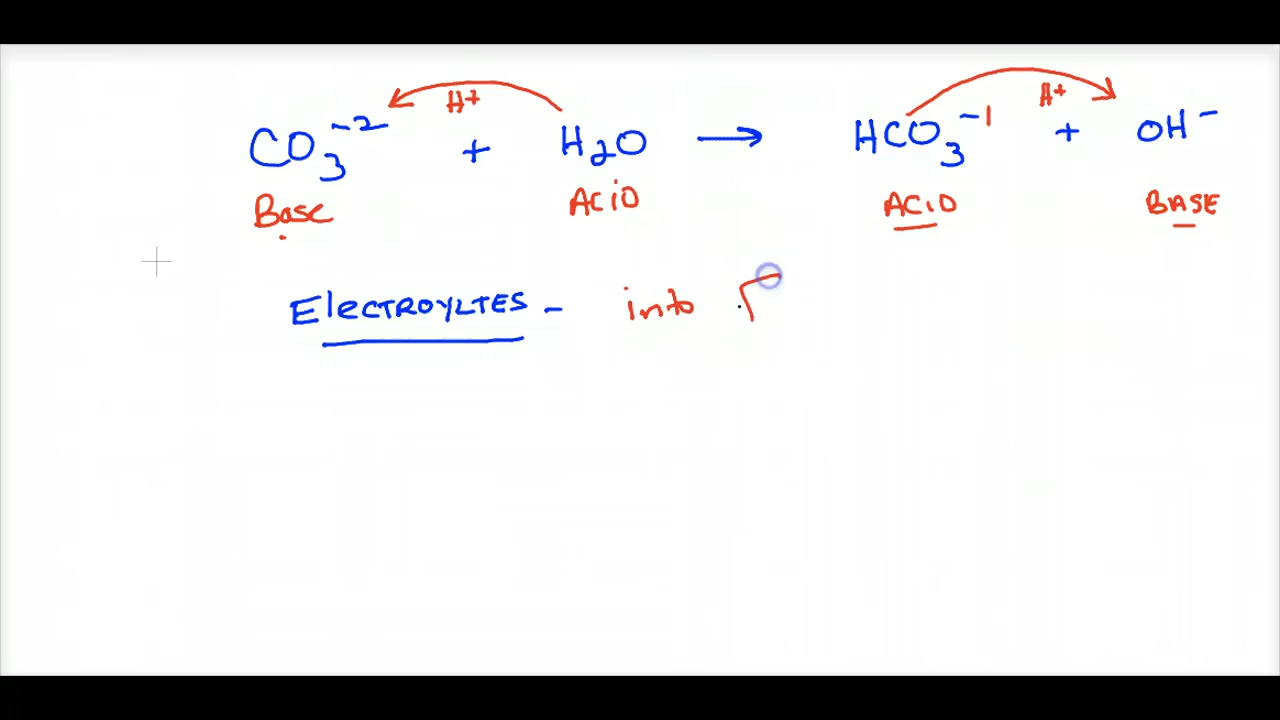 H+ H+
CO3^-2 + H2O → HCO3^-1 + OH^-
Base ACiD ACiD BASE
ElecTROYLTES - into